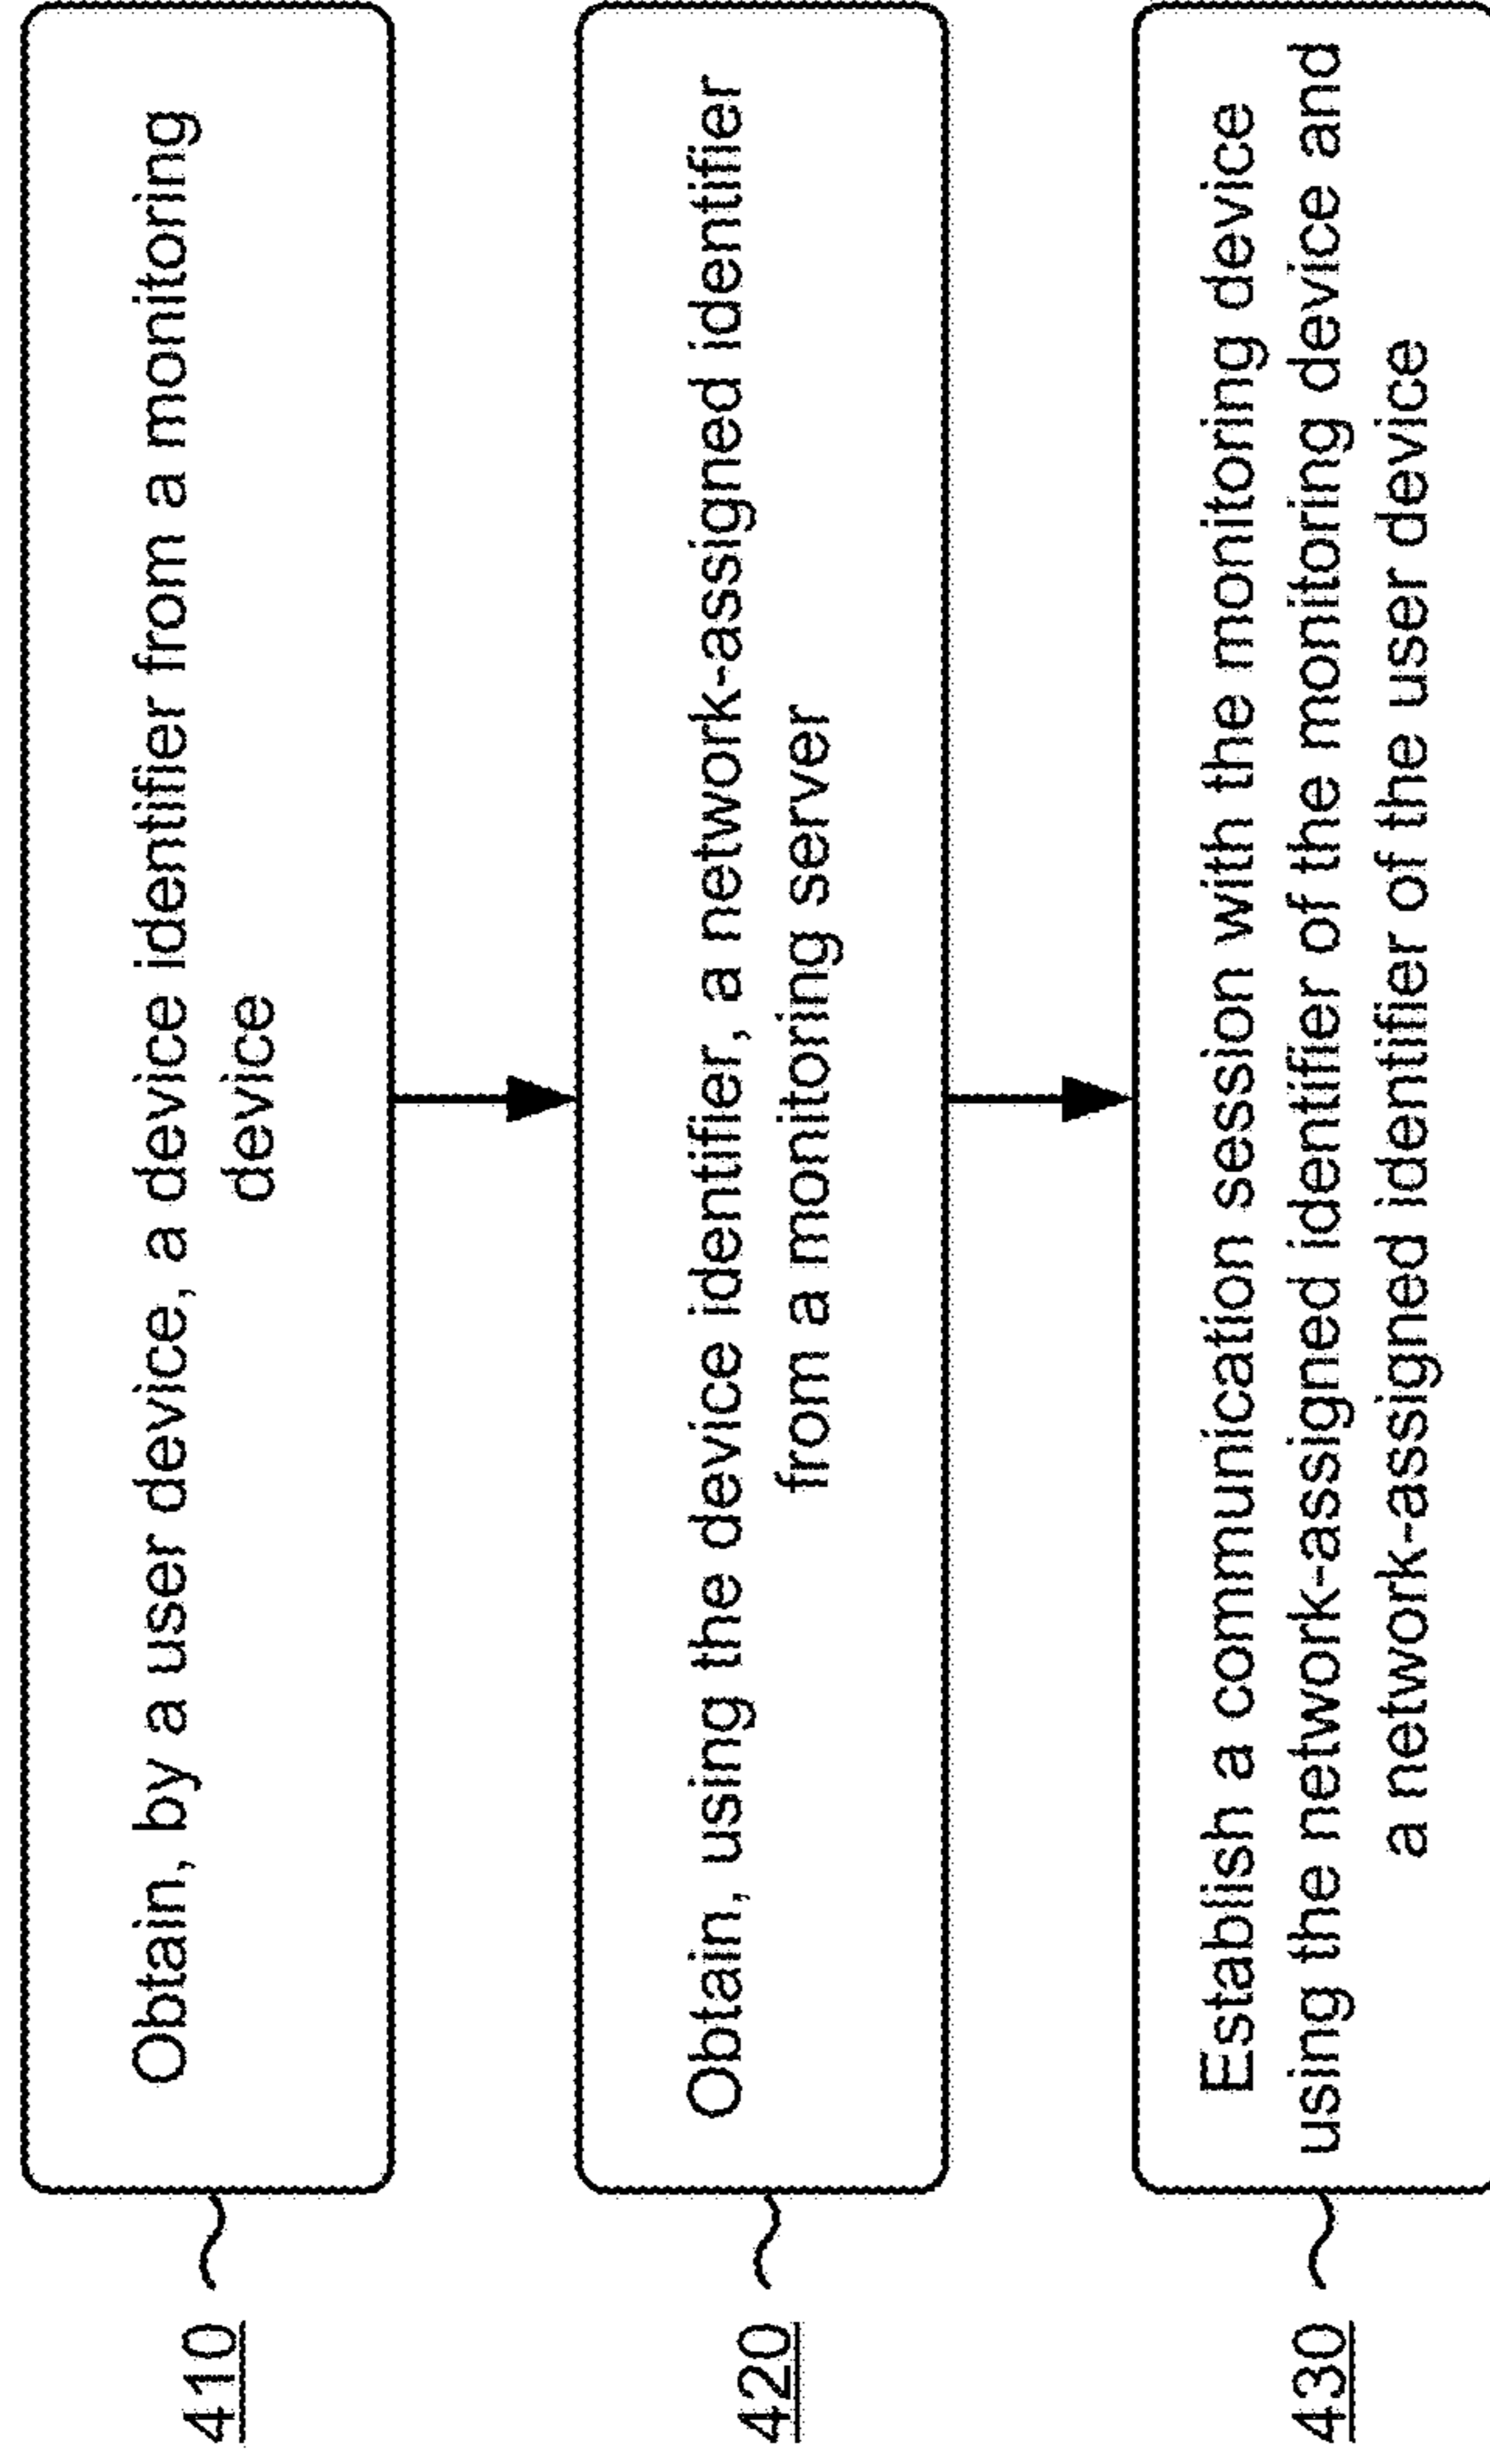 410
Obtain, by a user device, a device identifier from a monitoring
device
420
Obtain, using the device identifier, a network-assigned identifier
from a monitoring server
430
Establish a communication session with the monitoring device
using the network-assigned identifier of the monitoring device and
a network-assigned identifier of the user device